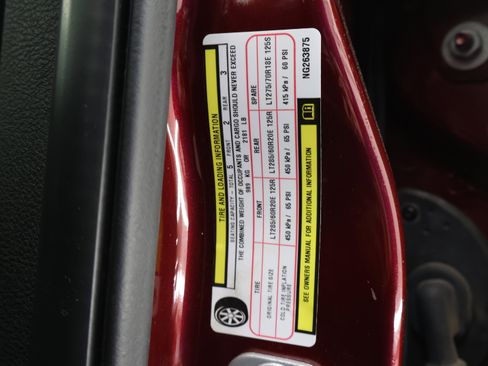 TIRE AND LOADING INFORMATION
SEATING CAPACITY - TOTAL 5 FRONT 2 REAR 3
THE COMBINED WEIGHT OF OCCUPANTS AND CARGO SHOULD NEVER EXCEED
989 KG OR 2181 LB
TIRE FRONT REAR SPARE
ORIGINAL TIRE SIZE LT285/60R20E 125R LT285/60R20E 125R LT275/70R18E 125S
COLD TIRE INFLATION PRESSURE 450 kPa / 65 PSI 450 kPa / 65 PSI 415 kPa / 60 PSI
SEE OWNERS MANUAL FOR ADDITIONAL INFORMATION
NG263875